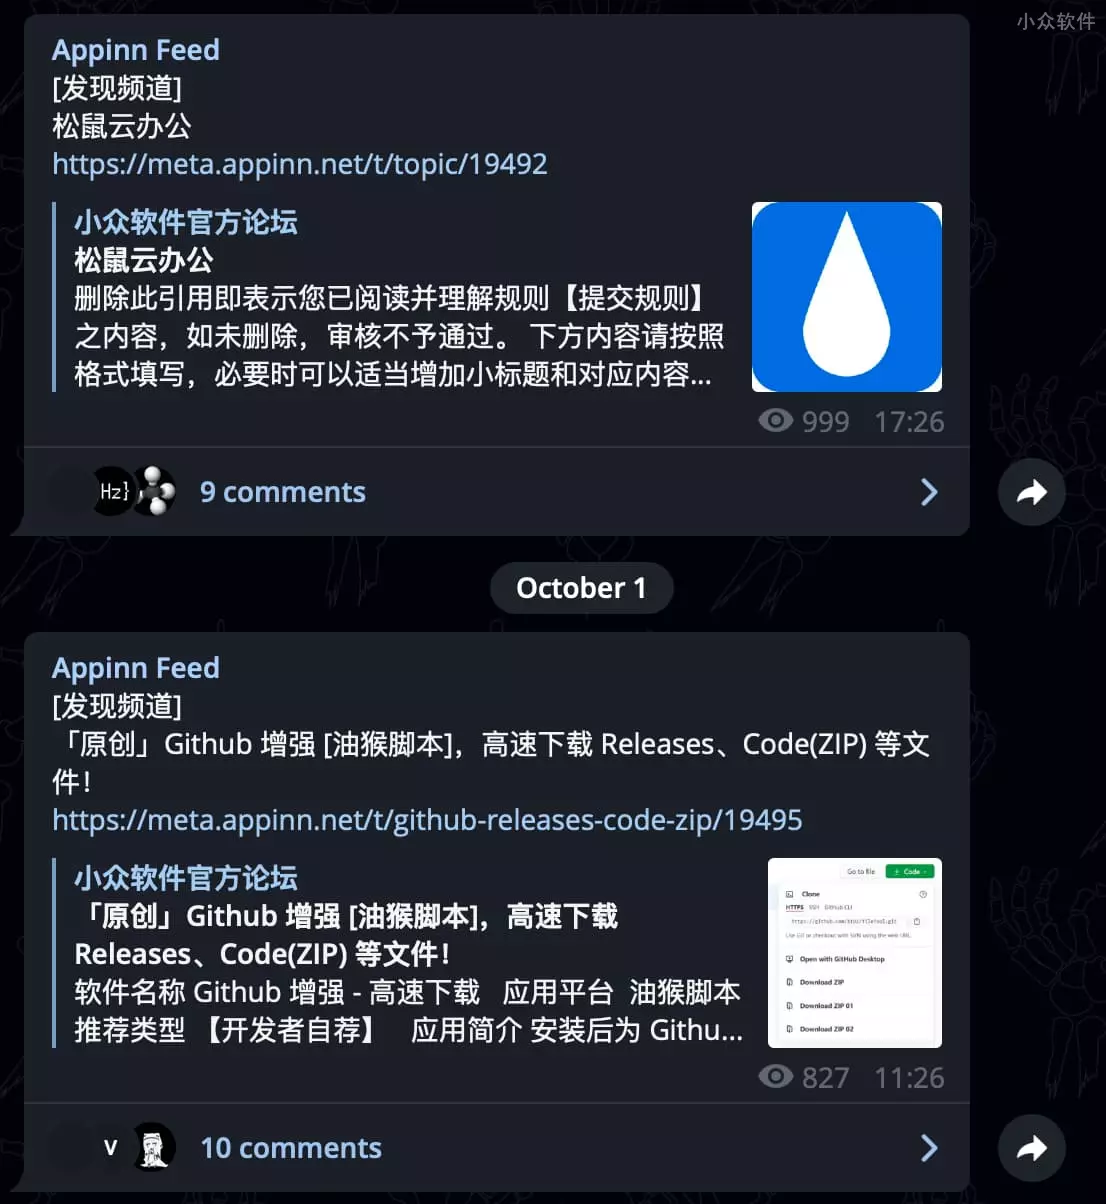 小众软件
Appinn Feed
[发现频道]
松鼠云办公
https://meta.appinn.net/t/topic/19492
小众软件官方论坛
松鼠云办公
删除此引用即表示您已阅读并理解规则【提交规则】
之内容，如未删除，审核不予通过。 下方内容请按照
格式填写，必要时可以适当增加小标题和对应内容...
999 17:26
Hz}
9 comments
October 1
Appinn Feed
[发现频道]
「原创」Github 增强 [油猴脚本]，高速下载 Releases、Code(ZIP) 等文
件！
https://meta.appinn.net/t/github-releases-code-zip/19495
小众软件官方论坛
「原创」Github 增强 [油猴脚本]，高速下载
Releases、Code(ZIP) 等文件！
软件名称 Github 增强 - 高速下载 应用平台 油猴脚本
推荐类型 【开发者自荐】 应用简介 安装后为 Githu...
Go to file Code
Clone
HTTPS SSH GitHub CLI
Use Git or checkout with SVN using the web URL.
Open with GitHub Desktop
Download ZIP
Download ZIP 01
Download ZIP 02
827 11:26
V
10 comments